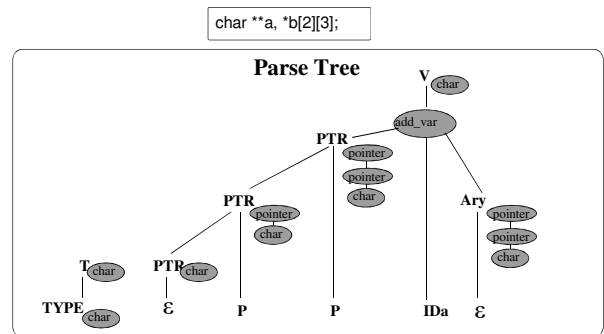 char **a, *b[2][3];
Parse Tree
V char
add_var
PTR
pointer
pointer
char
PTR
pointer
char
Ary
pointer
pointer
char
T char
PTR char
TYPE char
ε
P
P
IDa
ε